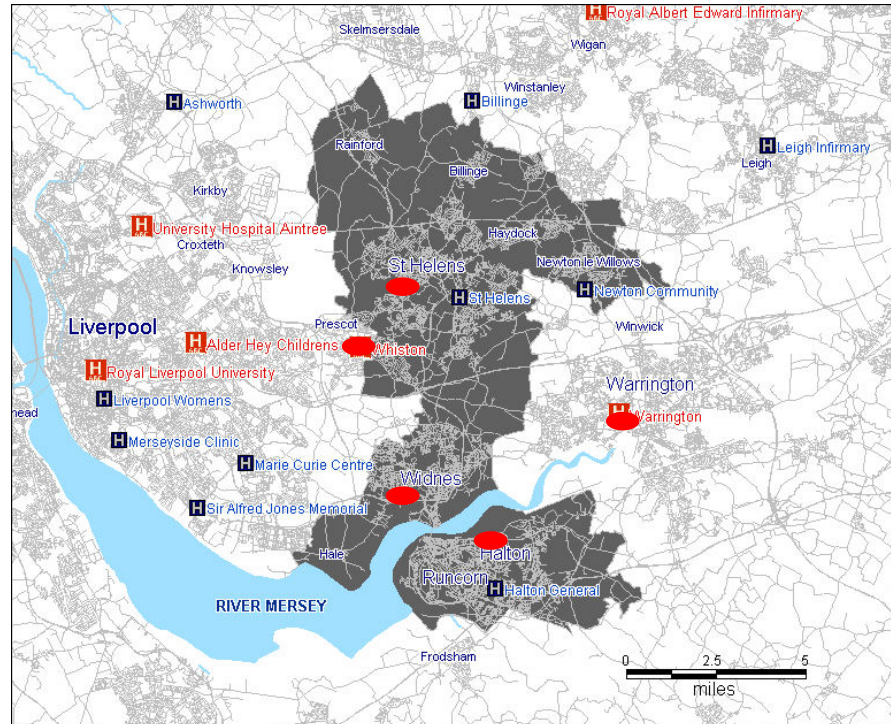 Royal Albert Edward Infirmary
Skelmsersdale
Wigan
Winstanley
H Ashworth
H Billinge
Rainford
H Leigh Infirmary
Leigh
Billinge
Kirkby
H University Hospital Aintree
Croxteth
Haydock
Knowsley
St Helens
Newton le Willows
H St Helens
H Newton Community
Liverpool
Prescot
Winwick
H Alder Hey Childrens
Whiston
H Royal Liverpool University
Warrington
H Liverpool Womens
H Warrington
head
H Merseyside Clinic
H Marie Curie Centre
Widnes
H Sir Alfred Jones Memorial
Hale
Halton
Runcorn
H Halton General
RIVER MERSEY
Frodsham
0 2.5 5
miles